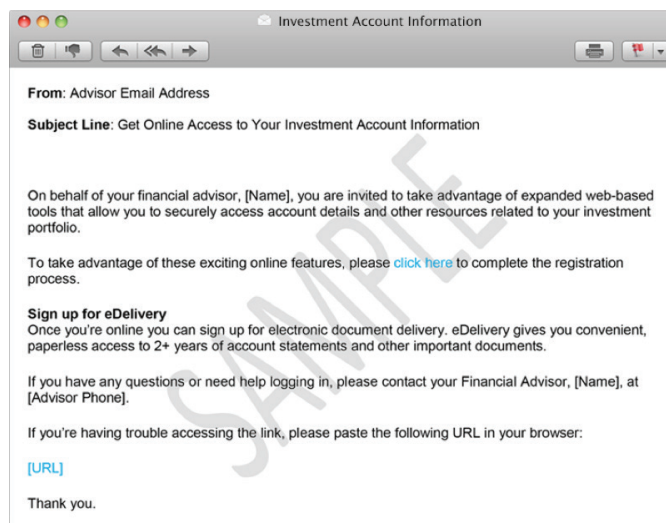 Investment Account Information
From: Advisor Email Address
Subject Line: Get Online Access to Your Investment Account Information
On behalf of your financial advisor, [Name], you are invited to take advantage of expanded web-based
tools that allow you to securely access account details and other resources related to your investment
portfolio.
To take advantage of these exciting online features, please click here to complete the registration
process.
Sign up for eDelivery
Once you're online you can sign up for electronic document delivery. eDelivery gives you convenient,
paperless access to 2+ years of account statements and other important documents.
If you have any questions or need help logging in, please contact your Financial Advisor, [Name], at
[Advisor Phone].
If you're having trouble accessing the link, please paste the following URL in your browser:
[URL]
Thank you.
SAMPLE